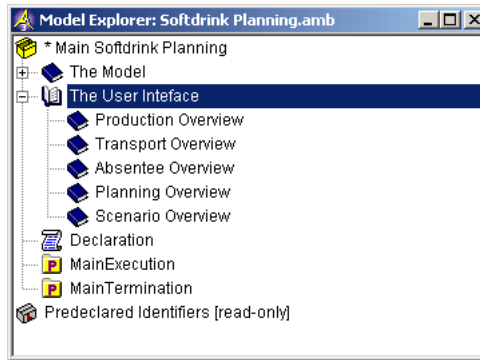 Model Explorer: Softdrink Planning.amb
* Main Softdrink Planning
The Model
The User Inteface
Production Overview
Transport Overview
Absentee Overview
Planning Overview
Scenario Overview
Declaration
P MainExecution
P MainTermination
Predeclared Identifiers [read-only]